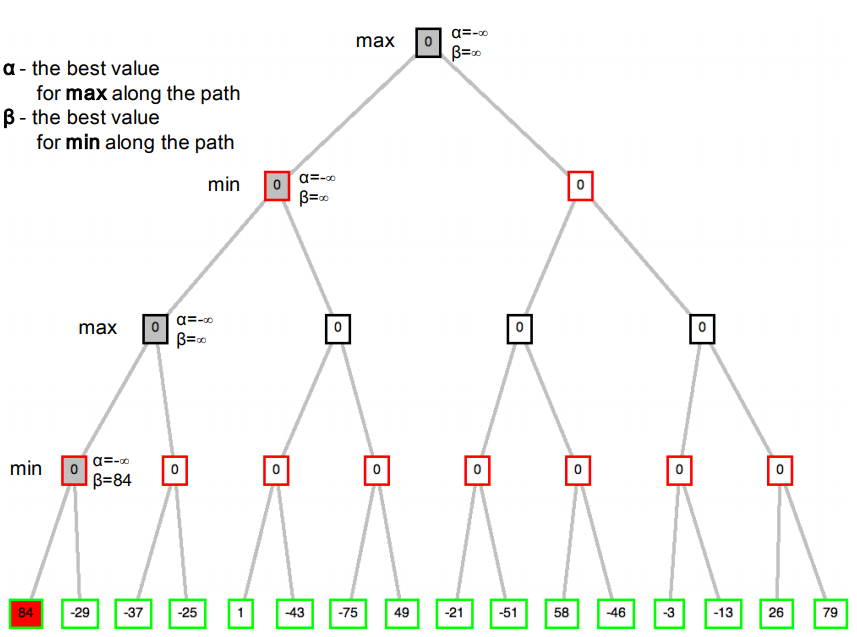 max 0 α=-∞
β=∞
α - the best value
for max along the path
β - the best value
for min along the path
min 0 α=-∞ 0
β=∞
max 0 α=-∞ 0 0 0
β=∞
min 0 α=-∞ 0 0 0 0 0 0 0
β=84
84 -29 -37 -25 1 -43 -75 49 -21 -51 58 -46 -3 -13 26 79